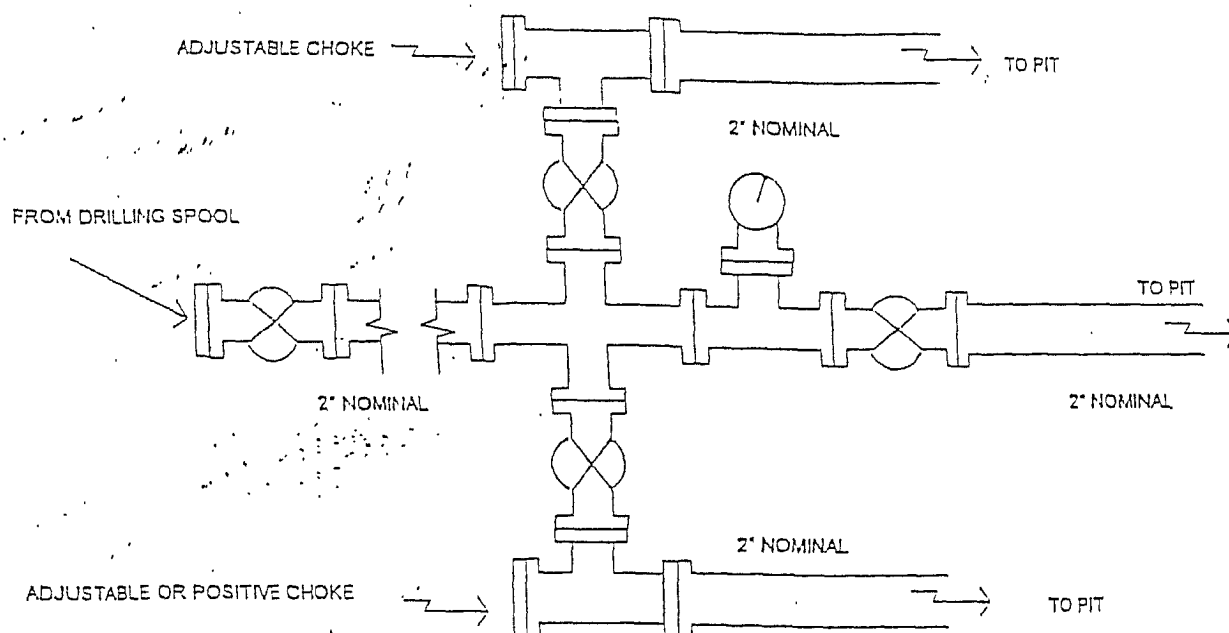 ADJUSTABLE CHOKE
TO PIT
2" NOMINAL
FROM DRILLING SPOOL
TO PIT
2" NOMINAL
2" NOMINAL
2" NOMINAL
ADJUSTABLE OR POSITIVE CHOKE
TO PIT